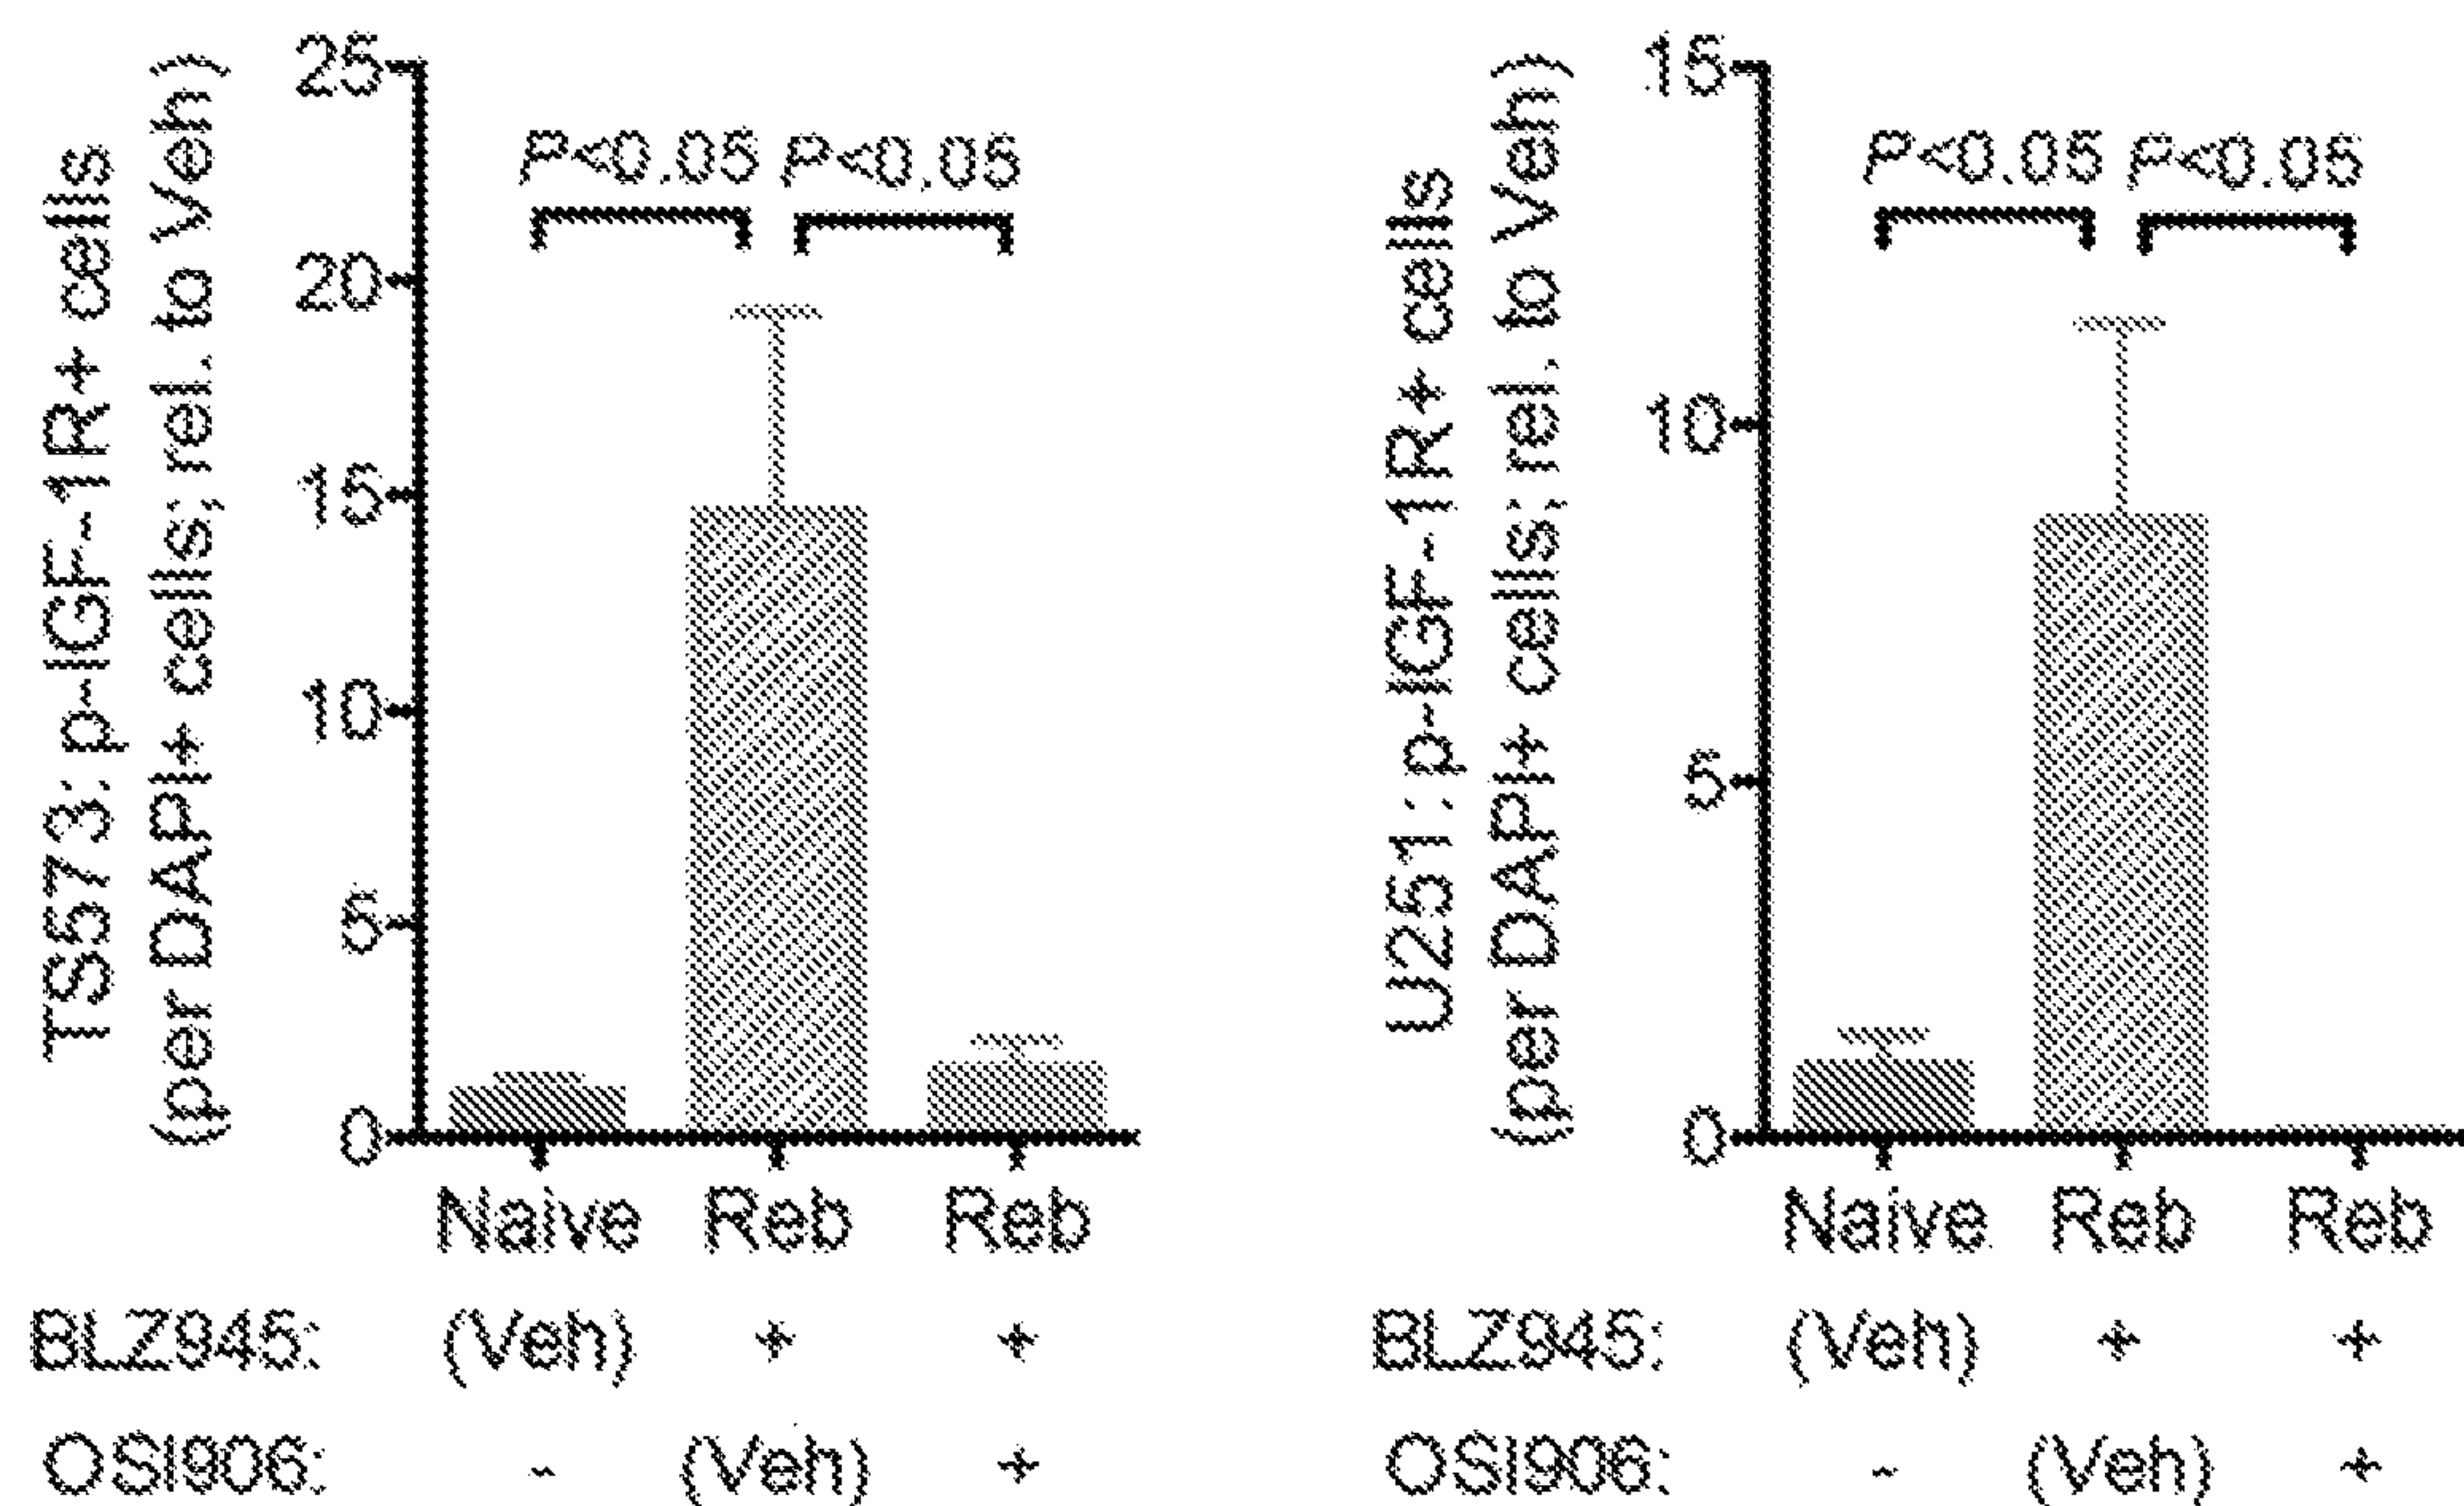 TS573: p-IGF-1R+ cells
(per DAPI+ cells; rel. to Veh)
25
20
15
10
5
0
P<0.05 P<0.05
Naive Reb Reb
BLZ945: (Veh) + +
OSI906: - (Veh) +
U251: p-IGF-1R+ cells
(per DAPI+ cells; rel. to Veh)
15
10
5
0
P<0.05 P<0.05
Naive Reb Reb
BLZ945: (Veh) + +
OSI906: - (Veh) +